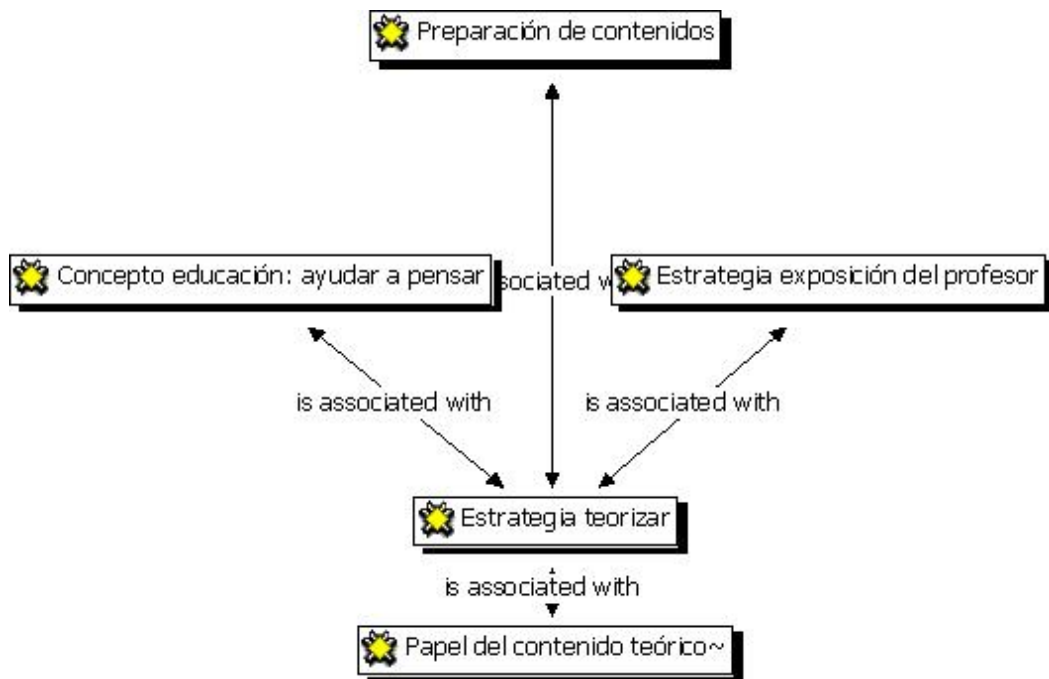 Preparación de contenidos
Concepto educación: ayudar a pensar
sociated w
Estrategia exposición del profesor
is associated with
is associated with
Estrategia teorizar
is associated with
Papel del contenido teórico~